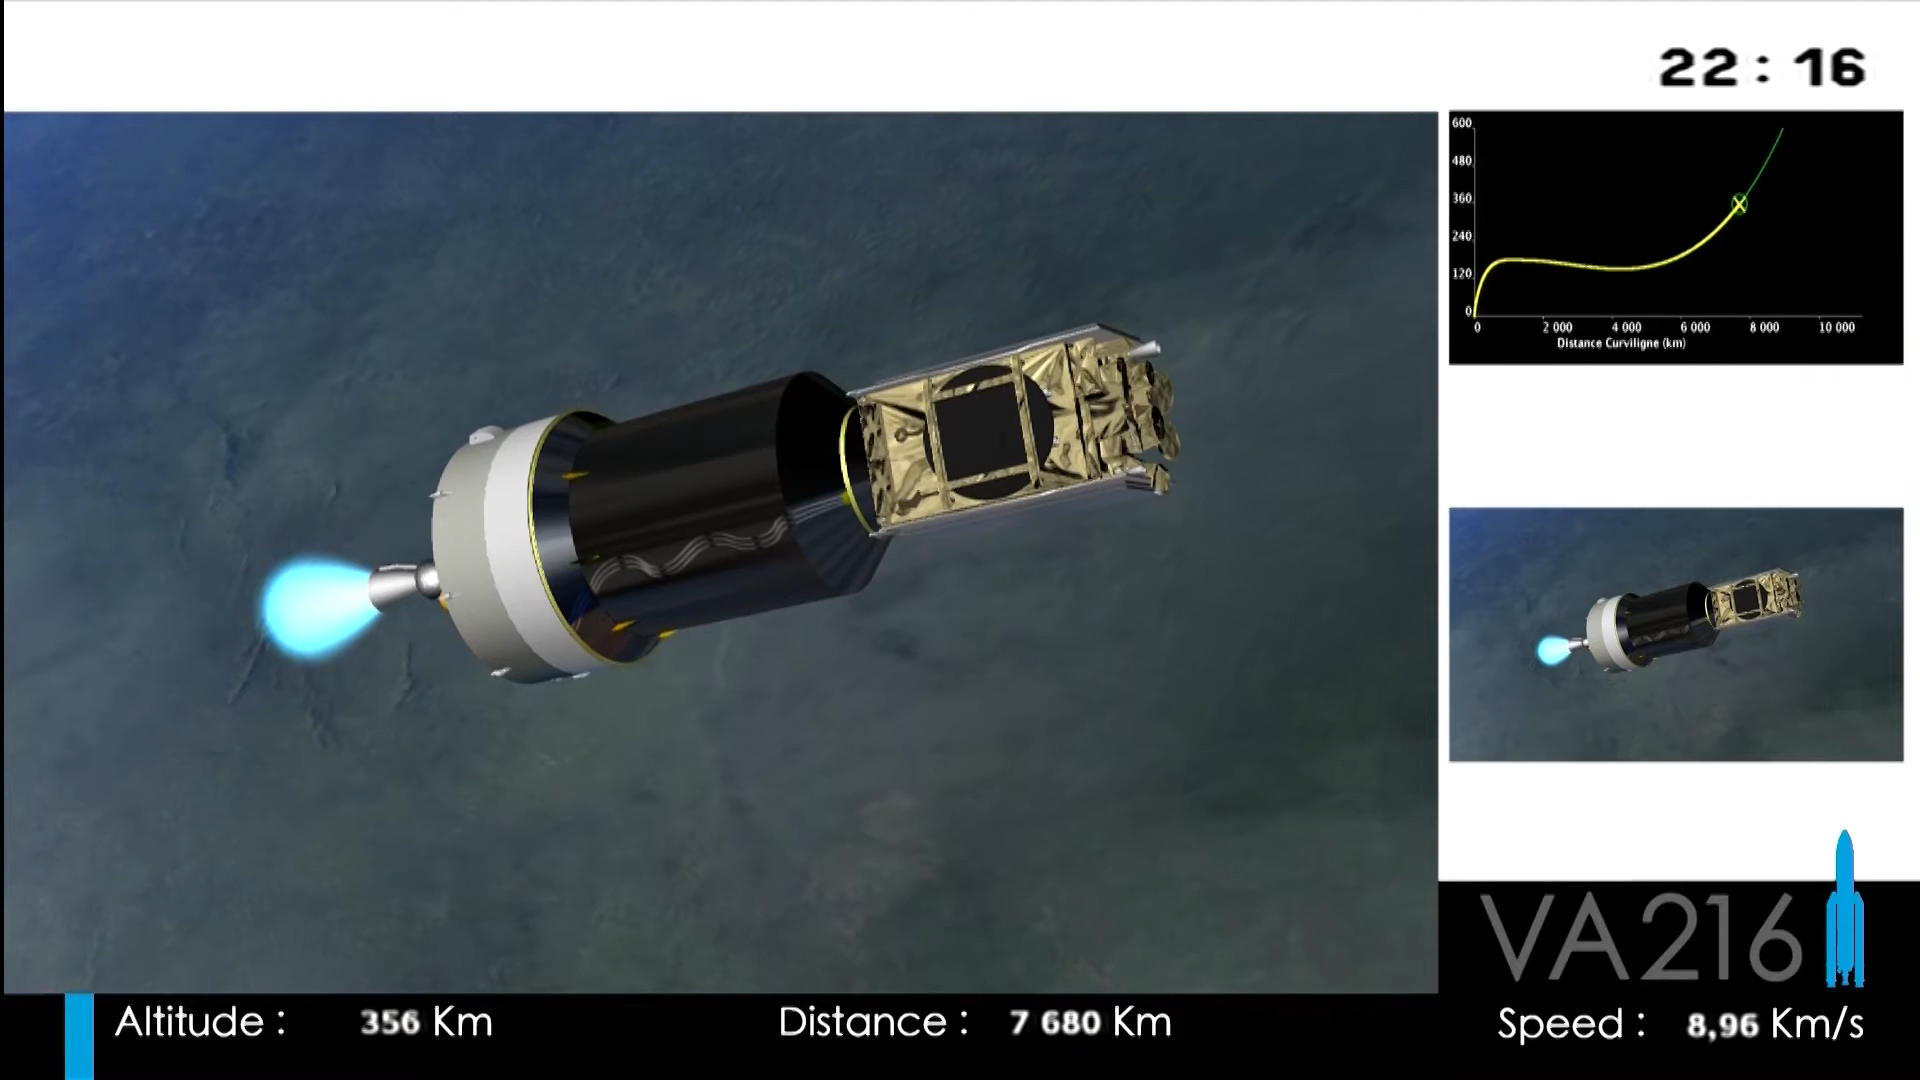 22: 16
600
480
360
240
120
0
0 2 000 4 000 6 000 8 000 10 000
Distance Curviligne (km)
VA216
Altitude : 356 Km Distance : 7 680 Km Speed : 8,96 Km/s